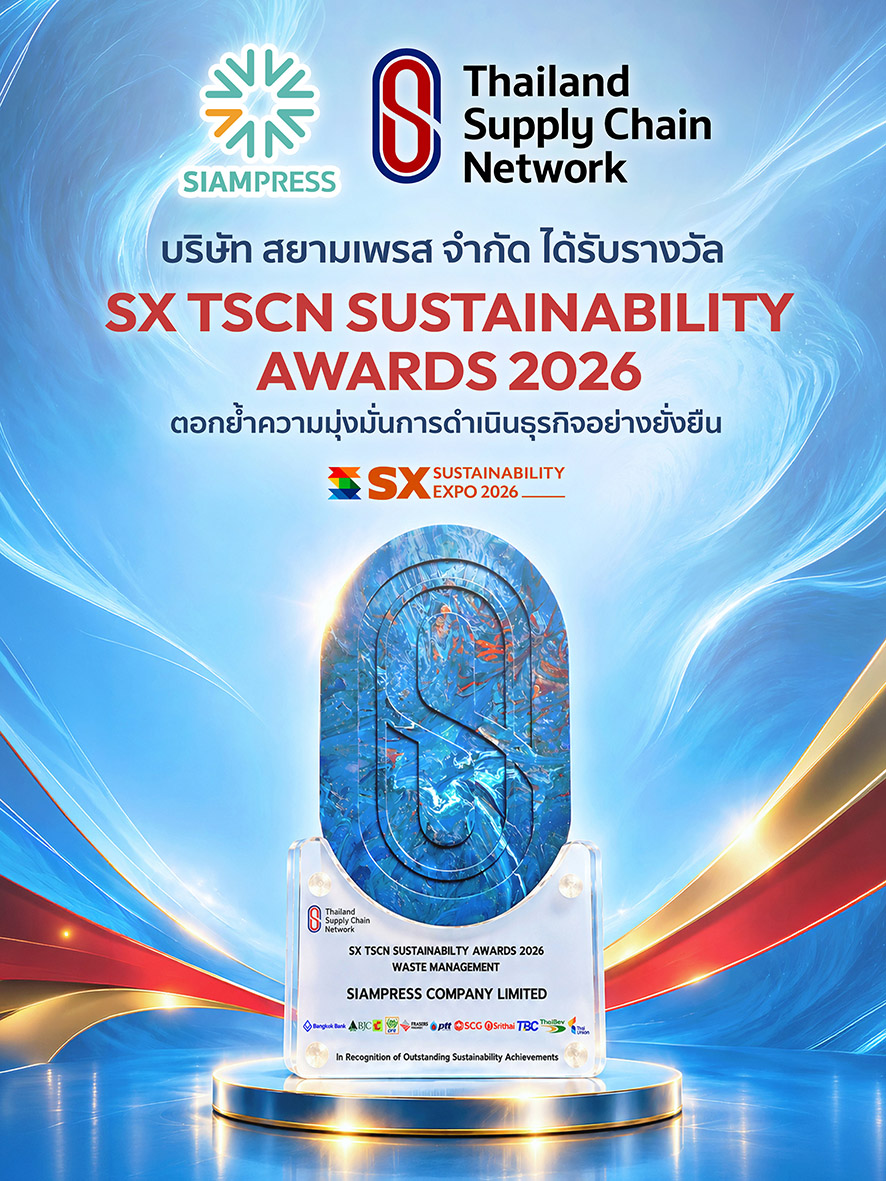 SIAMPRESS
Thailand
Supply Chain
Network
บริษัท สยามเพรส จำกัด ได้รับรางวัล
SX TSCN SUSTAINABILITY
AWARDS 2026
ตอกย้ำความมุ่งมั่นการดำเนินธุรกิจอย่างยั่งยืน
SX SUSTAINABILITY
EXPO 2026
Thailand
Supply Chain
Network
SX TSCN SUSTAINABILTY AWARDS 2026
WASTE MANAGEMENT
SIAMPRESS COMPANY LIMITED
Bangkok Bank BJC FRASERS ptt SCG Srithai TBC ThaiBev Thai Union
In Recognition of Outstanding Sustainability Achievements